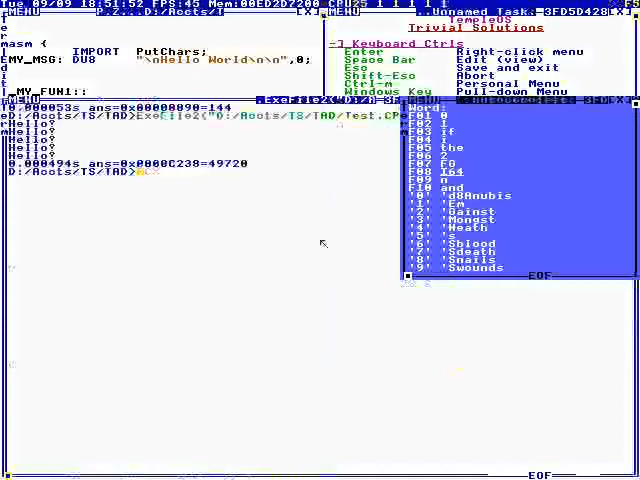 Tue 09/09 18:51:52 FPS:45 Mem:00ED2D7200 CPU25 1 1 1 1 1
MENU D:/Accts/T [X]
asm {
IMPORT PutChars;
MY_MSG: DU8 "\nHello World\n\n",0;
_MY_FUN1::
MENU ..Unnamed Task. 3FD5D428[X]
TempleOS
Trivial Solutions
-] Keyboard Ctrls
Enter Right-click menu
Space Bar Edit (view)
Esc Save and exit
Shift-Esc Abort
Ctrl-m Personal Menu
Windows Key Pull-down Menu
MENU
0.000053s ans=0x00000090=144
D:/Accts/TS/TAD>ExeFile2("D:/Accts/TS/TAD/Test.CP
Hello?
Hello?
Hello?
Hello?
Hello?
0.000494s ans=0x0000C238=49720
D:/Accts/TS/TAD>
MENU
Word:
F01 0
F02 1
F03 if
F04 i
F05 the
F06 2
F07 F0
F08 I64
F09 n
F10 and
'0' 'd8Anubis
'1' 'Em
'2' 'Gainst
'3' 'Mongst
'4' 'Neath
'5' 's
'6' 'Sblood
'7' 'Sdeath
'8' 'Snails
'9' 'Swounds
EOF
EOF